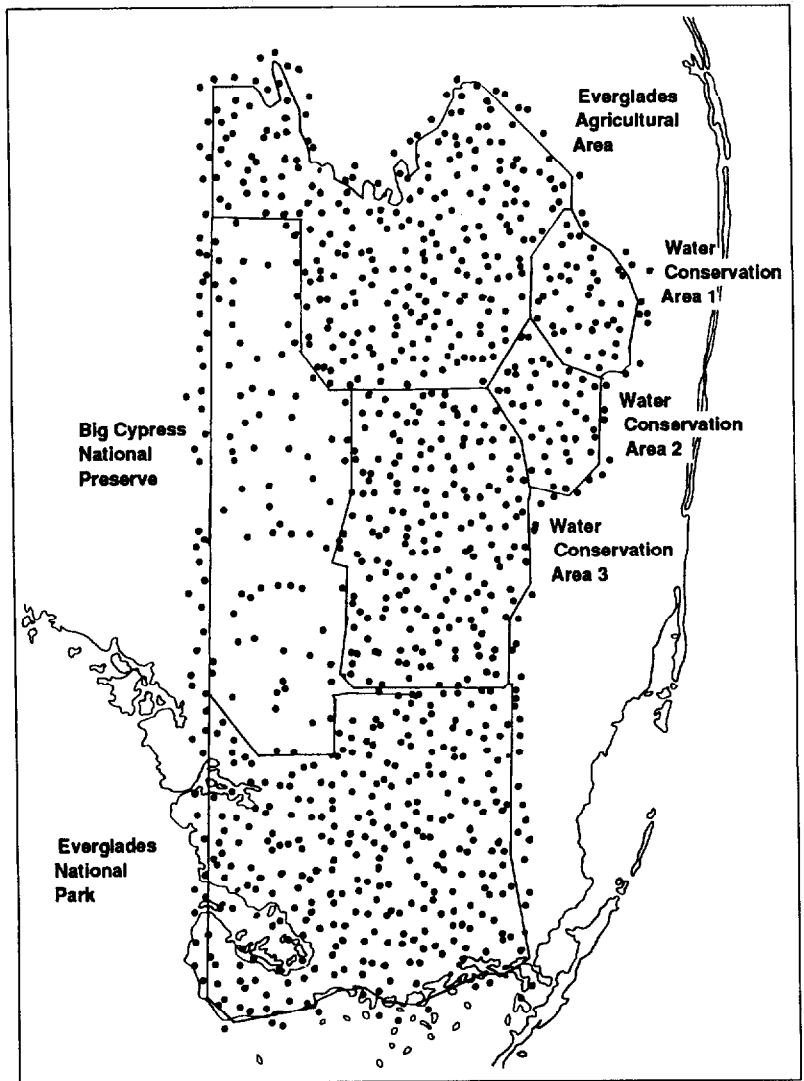 Everglades
Agricultural
Area
Water
Conservation
Area 1
Water
Conservation
Area 2
Big Cypress
National
Preserve
Water
Conservation
Area 3
Everglades
National
Park